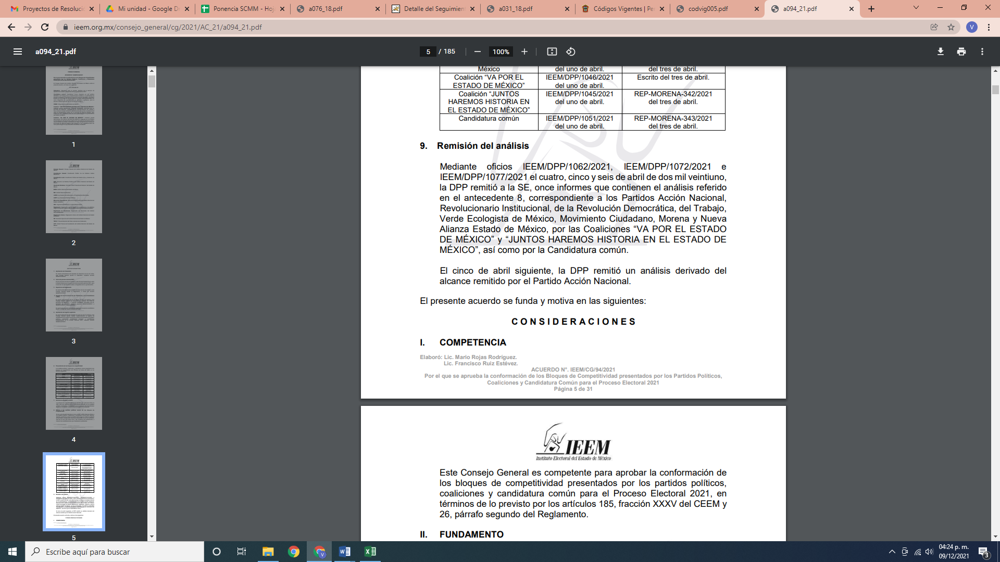 Proyectos de Resoluci
Mi unidad - Google D
Ponencia SCMM - Hoj
a076_18.pdf
Detalle del Seguimien
a031_18.pdf
Códigos Vigentes | Pe
codvig005.pdf
a094_21.pdf
ieem.org.mx/consejo_general/cg/2021/AC_21/a094_21.pdf
V
a094_21.pdf
5 / 185
100%
1
2
3
4
5
México del uno de abril. del tres de abril.
Coalición “VA POR EL IEEM/DPP/1046/2021 Escrito del tres de abril.
ESTADO DE MÉXICO” del uno de abril.
Coalición “JUNTOS IEEM/DPP/1045/2021 REP-MORENA-342/2021
HAREMOS HISTORIA EN del uno de abril. del tres de abril.
EL ESTADO DE MÉXICO”
Candidatura común IEEM/DPP/1051/2021 REP-MORENA-343/2021
del uno de abril. del tres de abril.
9. Remisión del análisis
Mediante oficios IEEM/DPP/1062/2021, IEEM/DPP/1072/2021 e
IEEM/DPP/1077/2021 el cuatro, cinco y seis de abril de dos mil veintiuno,
la DPP remitió a la SE, once informes que contienen el análisis referido
en el antecedente 8, correspondiente a los Partidos Acción Nacional,
Revolucionario Institucional, de la Revolución Democrática, del Trabajo,
Verde Ecologista de México, Movimiento Ciudadano, Morena y Nueva
Alianza Estado de México, por las Coaliciones “VA POR EL ESTADO
DE MÉXICO” y “JUNTOS HAREMOS HISTORIA EN EL ESTADO DE
MÉXICO”, así como por la Candidatura común.
El cinco de abril siguiente, la DPP remitió un análisis derivado del
alcance remitido por el Partido Acción Nacional.
El presente acuerdo se funda y motiva en las siguientes:
C O N S I D E R A C I O N E S
I. COMPETENCIA
Elaboró: Lic. Mario Rojas Rodríguez.
Lic. Francisco Ruiz Estévez.
ACUERDO N°. IEEM/CG/94/2021
Por el que se aprueba la conformación de los Bloques de Competitividad presentados por los Partidos Políticos,
Coaliciones y Candidatura Común para el Proceso Electoral 2021
Página 5 de 31
IEEM
Instituto Electoral del Estado de México
Este Consejo General es competente para aprobar la conformación de
los bloques de competitividad presentados por los partidos políticos,
coaliciones y candidatura común para el Proceso Electoral 2021, en
términos de lo previsto por los artículos 185, fracción XXXV del CEEM y
26, párrafo segundo del Reglamento.
II. FUNDAMENTO
Escribe aquí para buscar
V
04:24 p. m.
09/12/2021
3